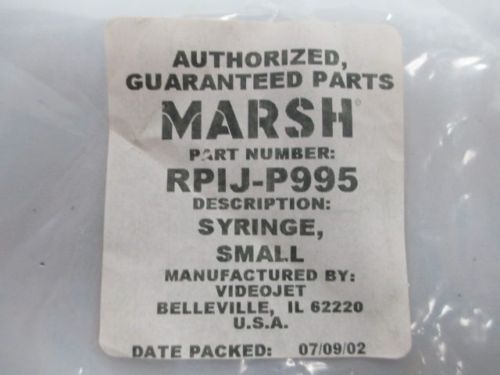 AUTHORIZED,
GUARANTEED PARTS
MARSH®
PART NUMBER:
RPIJ-P995
DESCRIPTION:
SYRINGE,
SMALL
MANUFACTURED BY:
VIDEOJET
BELLEVILLE, IL 62220
U.S.A.
DATE PACKED: 07/09/02